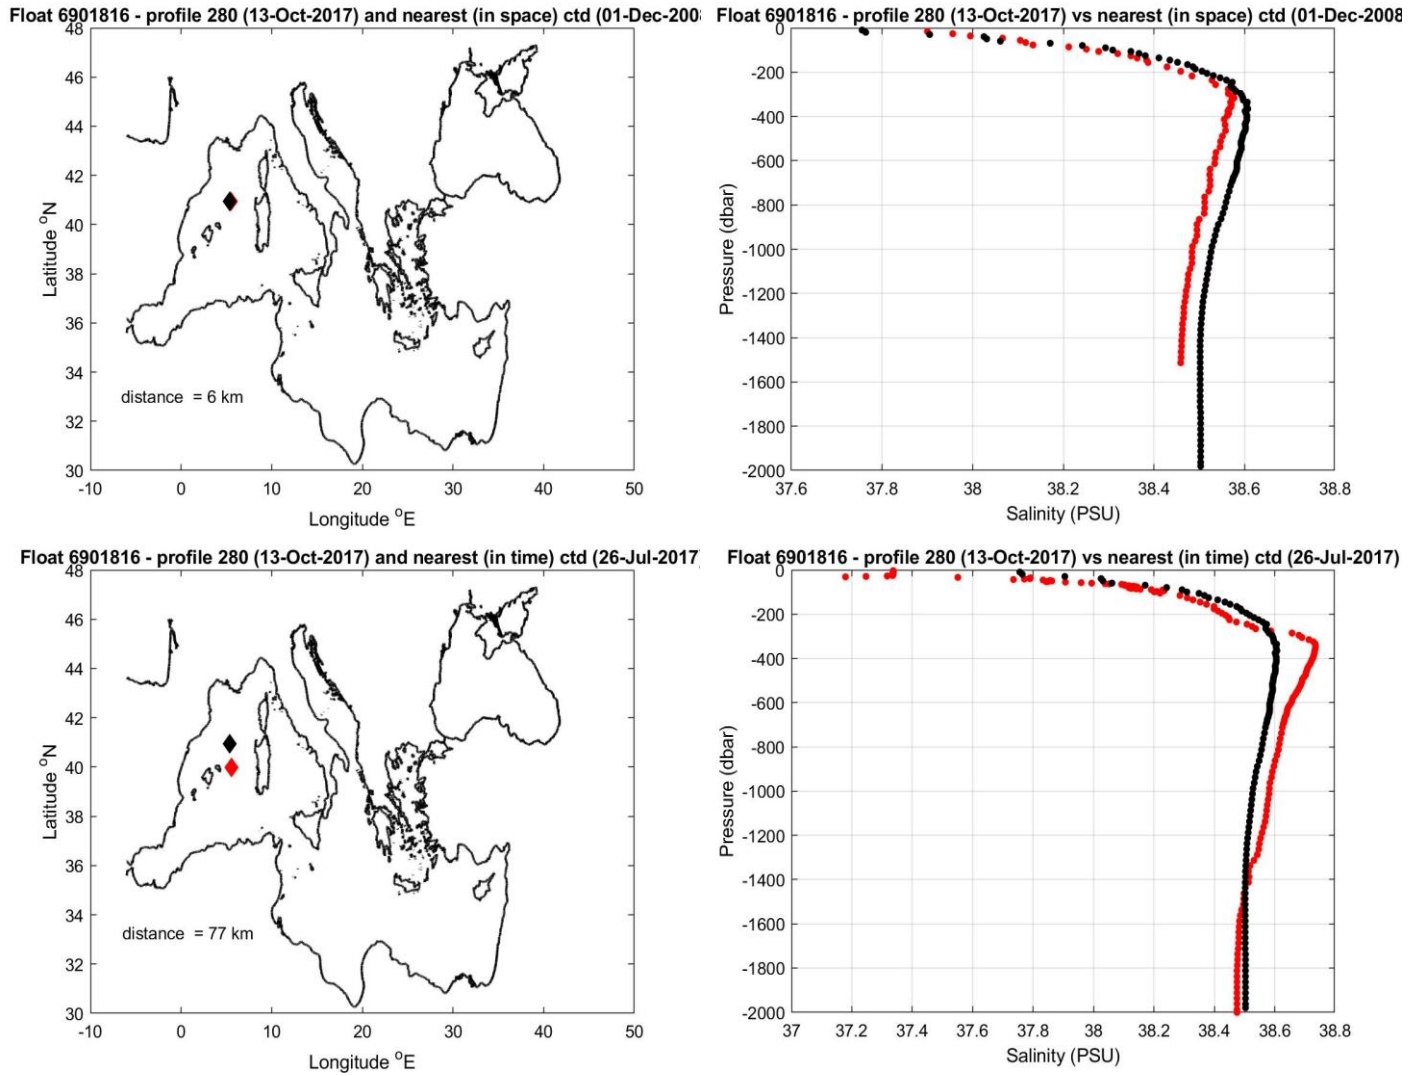 Float 6901816 - profile 280 (13-Oct-2017) and nearest (in space) ctd (01-Dec-2008
48
46
44
42
40
38
36
34
32
30
Latitude °N
distance = 6 km
-10 0 10 20 30 40 50
Longitude °E
Float 6901816 - profile 280 (13-Oct-2017) vs nearest (in space) ctd (01-Dec-2008
0
-200
-400
-600
-800
-1000
-1200
-1400
-1600
-1800
-2000
Pressure (dbar)
37.6 37.8 38 38.2 38.4 38.6 38.8
Salinity (PSU)
Float 6901816 - profile 280 (13-Oct-2017) and nearest (in time) ctd (26-Jul-2017
48
46
44
42
40
38
36
34
32
30
Latitude °N
distance = 77 km
-10 0 10 20 30 40 50
Longitude °E
Float 6901816 - profile 280 (13-Oct-2017) vs nearest (in time) ctd (26-Jul-2017)
0
-200
-400
-600
-800
-1000
-1200
-1400
-1600
-1800
-2000
Pressure (dbar)
37 37.2 37.4 37.6 37.8 38 38.2 38.4 38.6 38.8
Salinity (PSU)